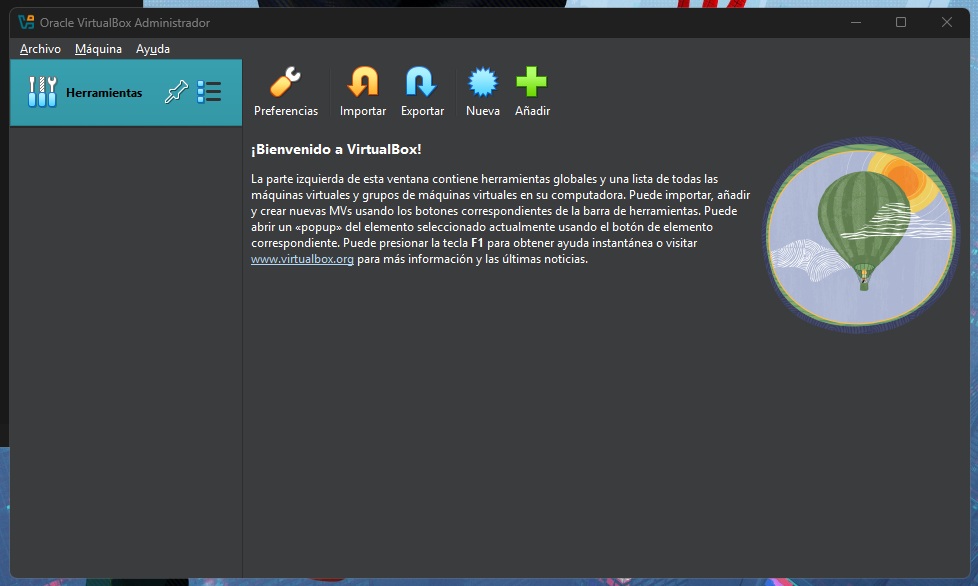 Oracle VirtualBox Administrador
Archivo Máquina Ayuda
Herramientas
Preferencias Importar Exportar Nueva Añadir
¡Bienvenido a VirtualBox!
La parte izquierda de esta ventana contiene herramientas globales y una lista de todas las
máquinas virtuales y grupos de máquinas virtuales en su computadora. Puede importar, añadir
y crear nuevas MVs usando los botones correspondientes de la barra de herramientas. Puede
abrir un «popup» del elemento seleccionado actualmente usando el botón de elemento
correspondiente. Puede presionar la tecla F1 para obtener ayuda instantánea o visitar
www.virtualbox.org para más información y las últimas noticias.